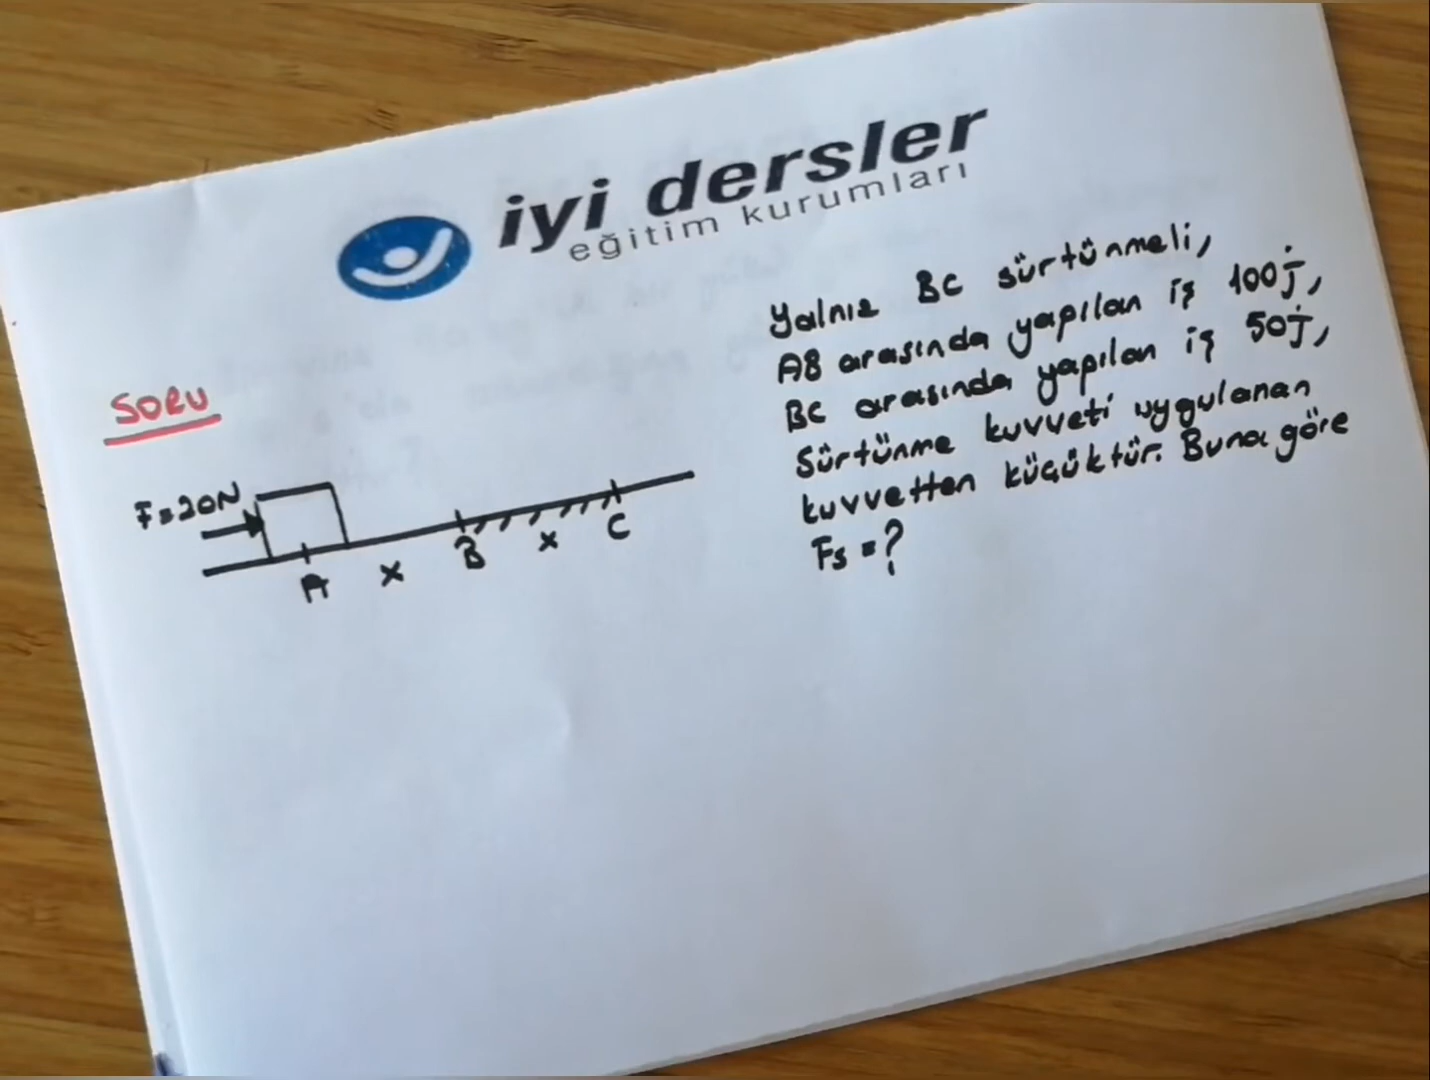 iyi dersler
eğitim kurumları
SORU
Yalnız BC sürtünmeli,
AB arasında yapılan iş 100j,
BC arasında yapılan iş 50j,
Sürtünme kuvveti uygulanan
kuvvetten küçüktür. Buna göre
Fs = ?
F=20N
A x B x C